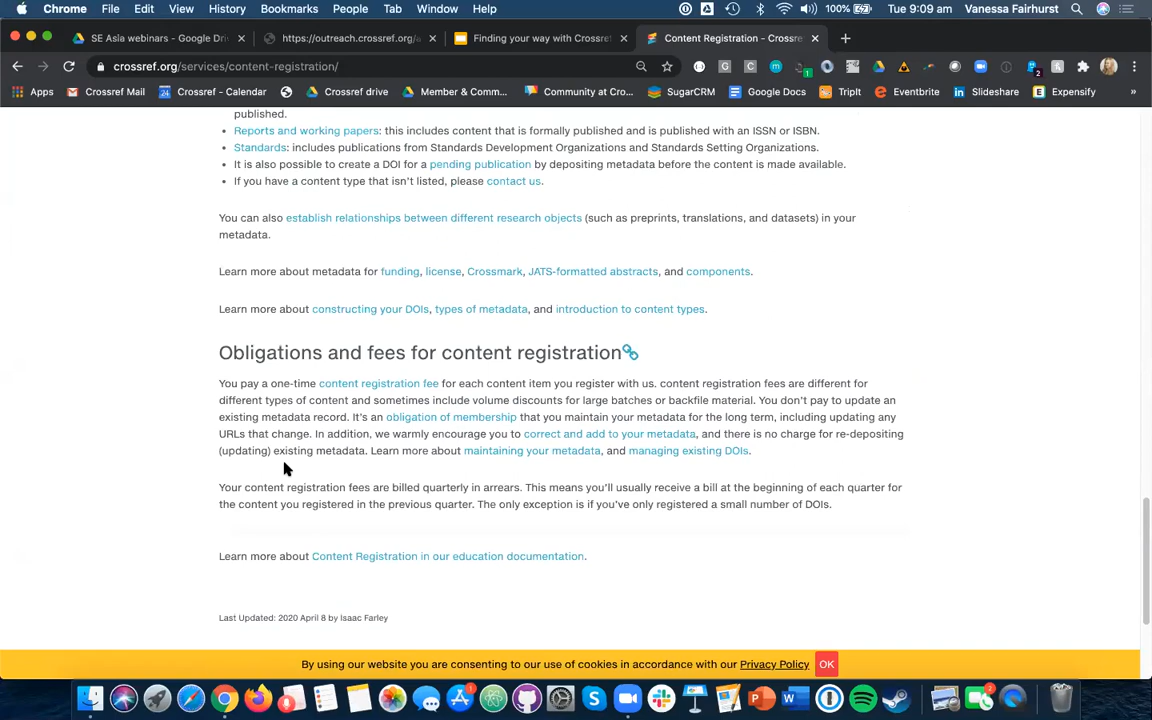 Chrome File Edit View History Bookmarks People Tab Window Help 100% Tue 9:09 am Vanessa Fairhurst
SE Asia webinars - Google Dri
https://outreach.crossref.org/a
Finding your way with Crossref
Content Registration - Crossre
crossref.org/services/content-registration/
Apps Crossref Mail Crossref - Calendar Crossref drive Member & Comm... Community at Cro... SugarCRM Google Docs TripIt Eventbrite Slideshare Expensify »
published.
• Reports and working papers: this includes content that is formally published and is published with an ISSN or ISBN.
• Standards: includes publications from Standards Development Organizations and Standards Setting Organizations.
• It is also possible to create a DOI for a pending publication by depositing metadata before the content is made available.
• If you have a content type that isn't listed, please contact us.
You can also establish relationships between different research objects (such as preprints, translations, and datasets) in your
metadata.
Learn more about metadata for funding, license, Crossmark, JATS-formatted abstracts, and components.
Learn more about constructing your DOIs, types of metadata, and introduction to content types.
Obligations and fees for content registration
You pay a one-time content registration fee for each content item you register with us. content registration fees are different for
different types of content and sometimes include volume discounts for large batches or backfile material. You don't pay to update an
existing metadata record. It's an obligation of membership that you maintain your metadata for the long term, including updating any
URLs that change. In addition, we warmly encourage you to correct and add to your metadata, and there is no charge for re-depositing
(updating) existing metadata. Learn more about maintaining your metadata, and managing existing DOIs.
Your content registration fees are billed quarterly in arrears. This means you'll usually receive a bill at the beginning of each quarter for
the content you registered in the previous quarter. The only exception is if you've only registered a small number of DOIs.
Learn more about Content Registration in our education documentation.
Last Updated: 2020 April 8 by Isaac Farley
By using our website you are consenting to our use of cookies in accordance with our Privacy Policy OK